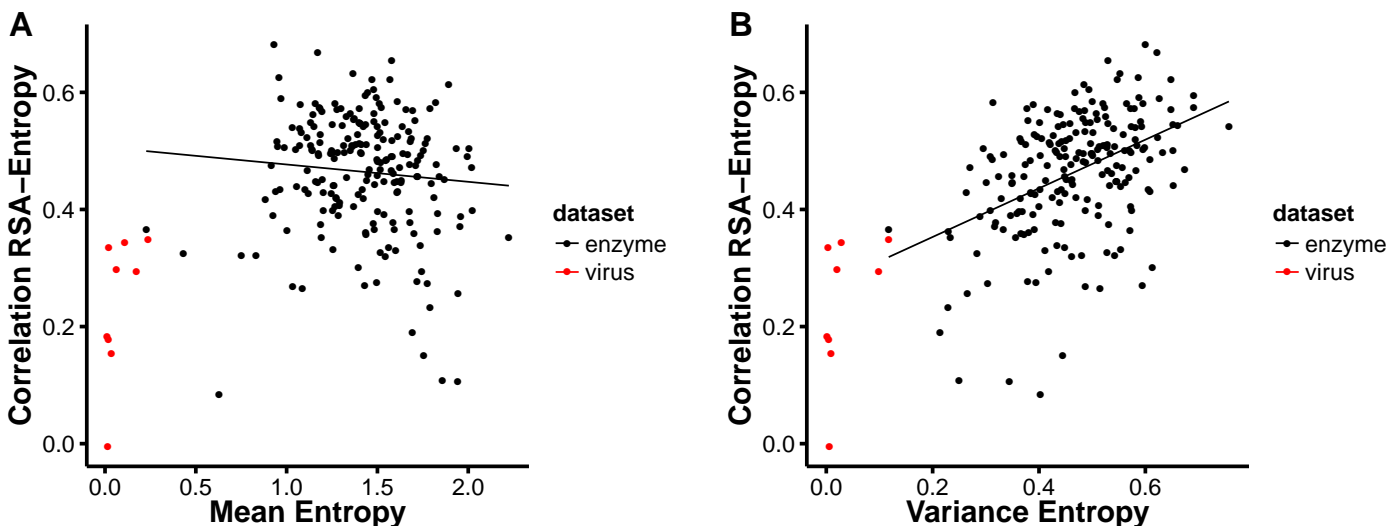 A
Correlation RSA−Entropy
0.6
0.4
0.2
0.0
0.0 0.5 1.0 1.5 2.0
Mean Entropy
dataset
enzyme
virus
B
Correlation RSA−Entropy
0.6
0.4
0.2
0.0
0.0 0.2 0.4 0.6
Variance Entropy
dataset
enzyme
virus